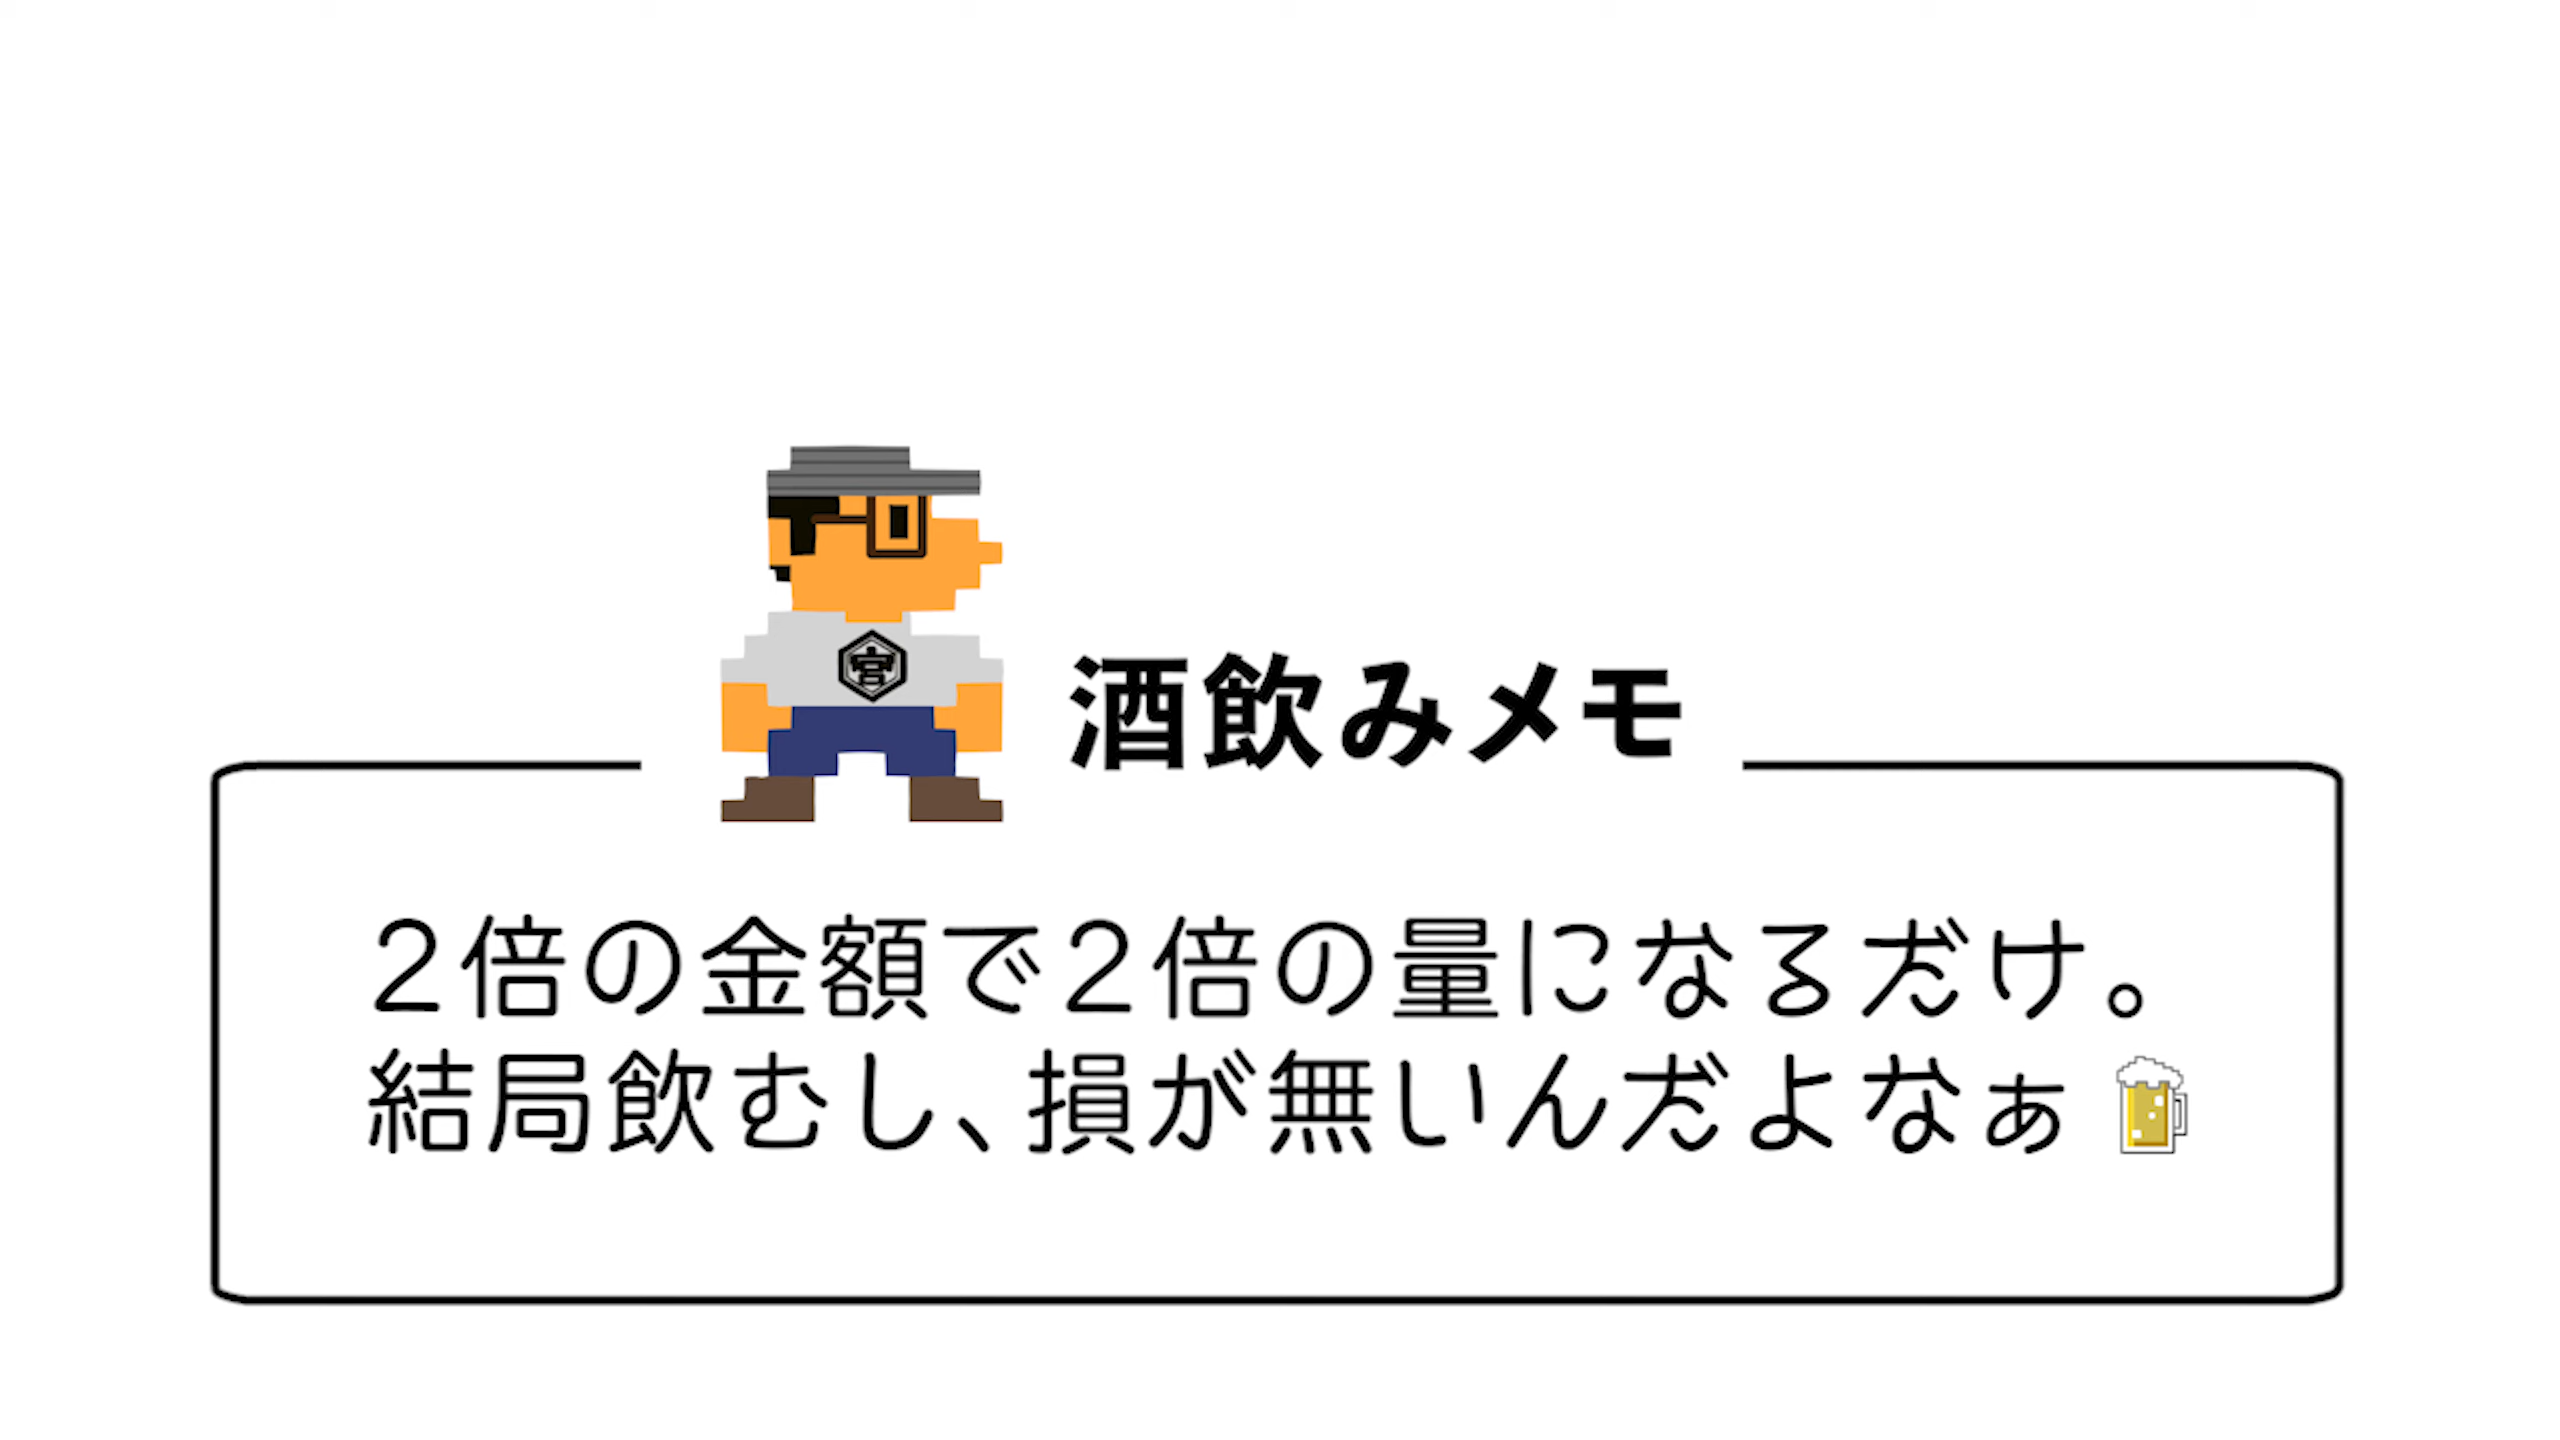 宮
酒飲みメモ
２倍の金額で２倍の量になるだけ。
結局飲むし、損が無いんだよなぁ